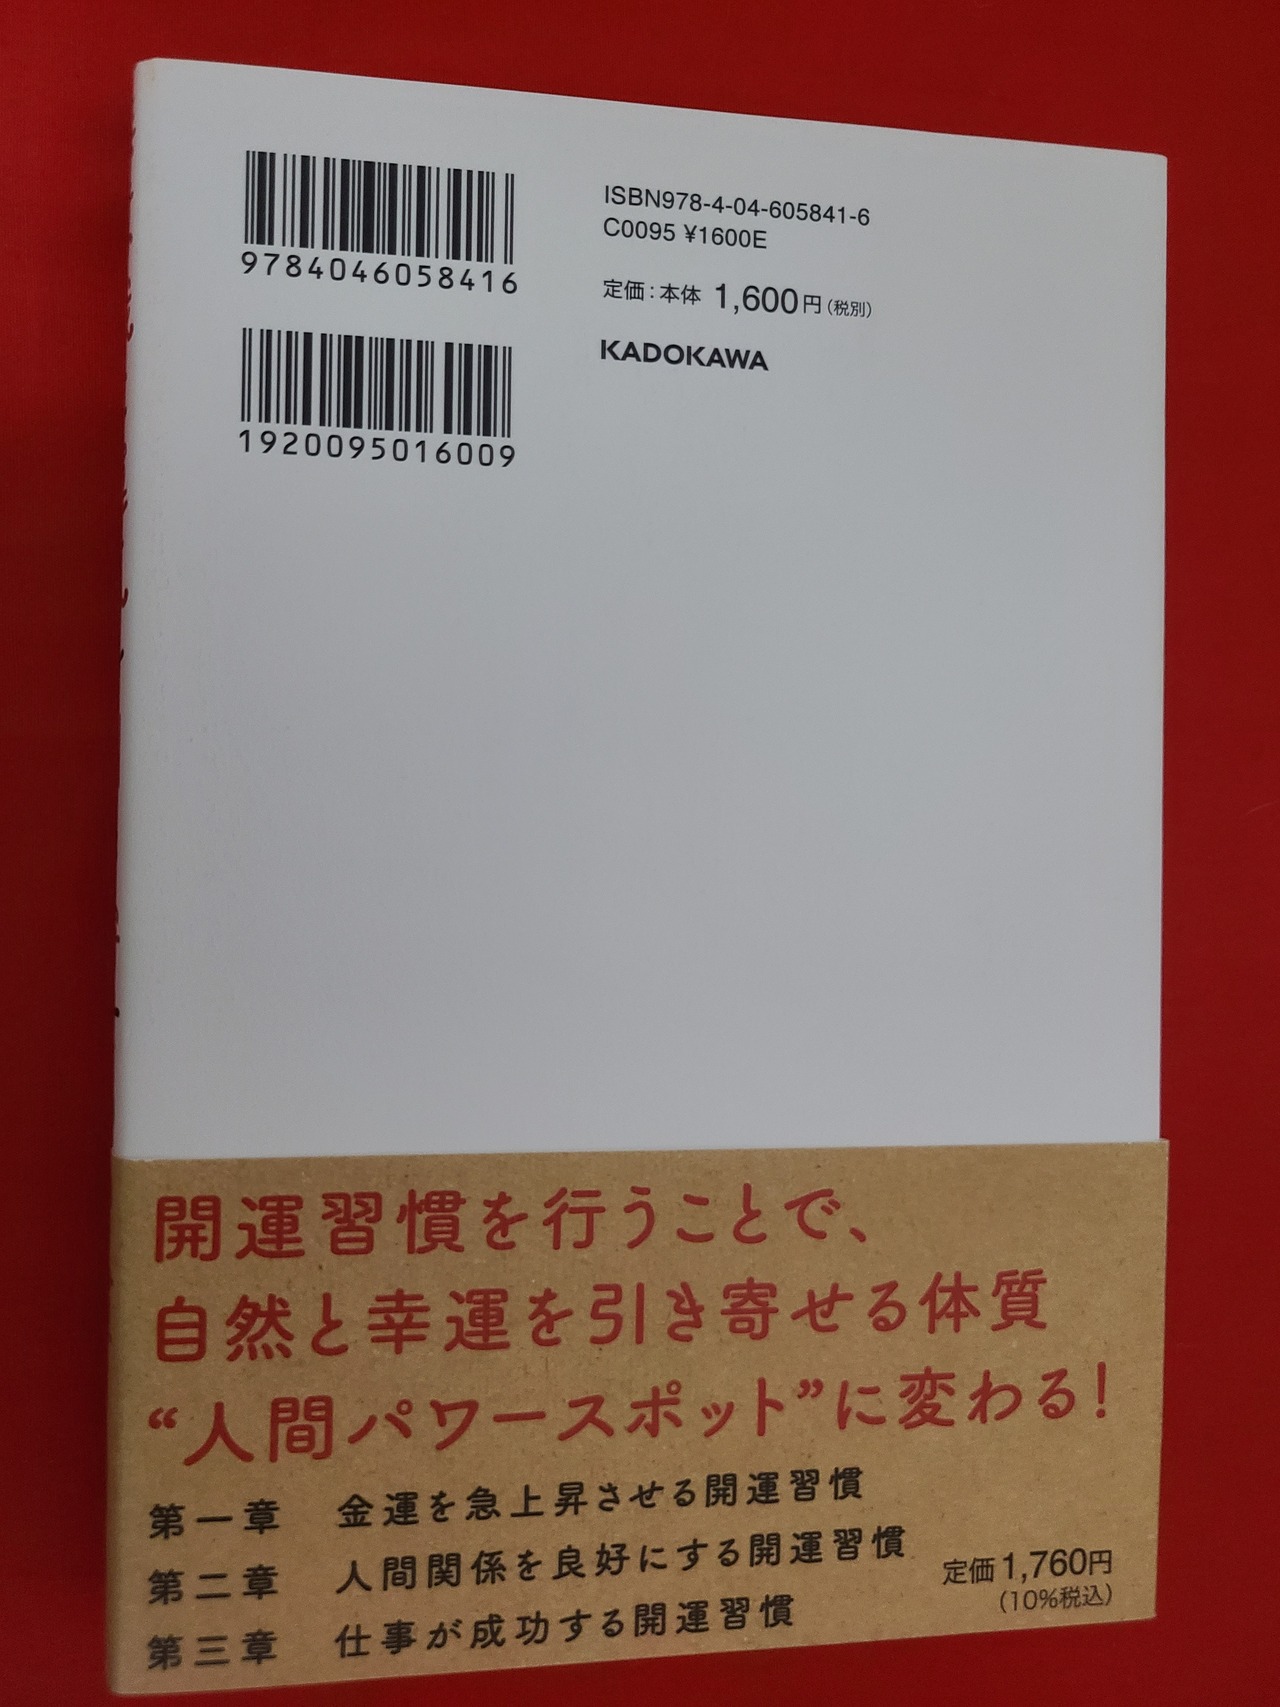 9784046058416
ISBN978-4-04-605841-6
C0095 ¥1600E
定価：本体 1,600円（税別）
KADOKAWA
1920095016009
開運習慣を行うことで、
自然と幸運を引き寄せる体質
“人間パワースポット”に変わる！
第一章 金運を急上昇させる開運習慣
第二章 人間関係を良好にする開運習慣
第三章 仕事が成功する開運習慣
定価 1,760円
（10%税込）